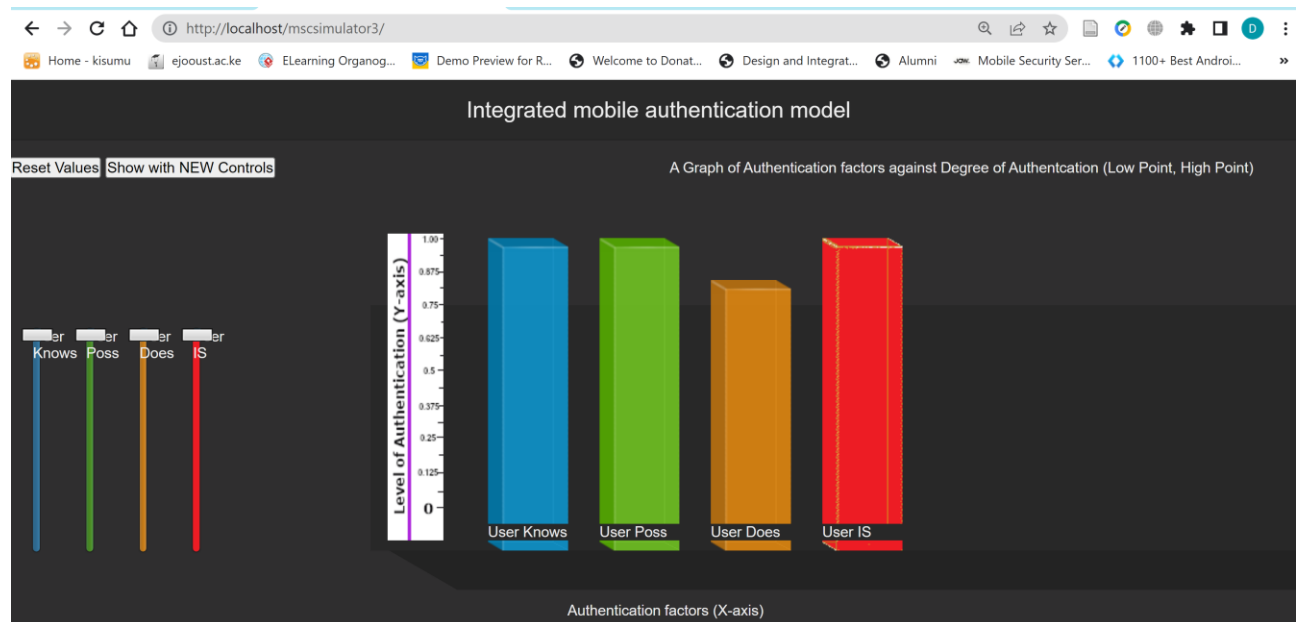 http://localhost/mscsimulator3/
D
Home - kisumu
ejooust.ac.ke
ELearning Organog...
Demo Preview for R...
Welcome to Donat...
Design and Integrat...
Alumni
Mobile Security Ser...
1100+ Best Androi...
»
Integrated mobile authentication model
Reset Values
Show with NEW Controls
A Graph of Authentication factors against Degree of Authentcation (Low Point, High Point)
er
Knows
er
Poss
er
Does
er
IS
Level of Authentication (Y-axis)
1.00
0.875
0.75
0.625
0.5
0.375
0.25
0.125
0
User Knows
User Poss
User Does
User IS
Authentication factors (X-axis)